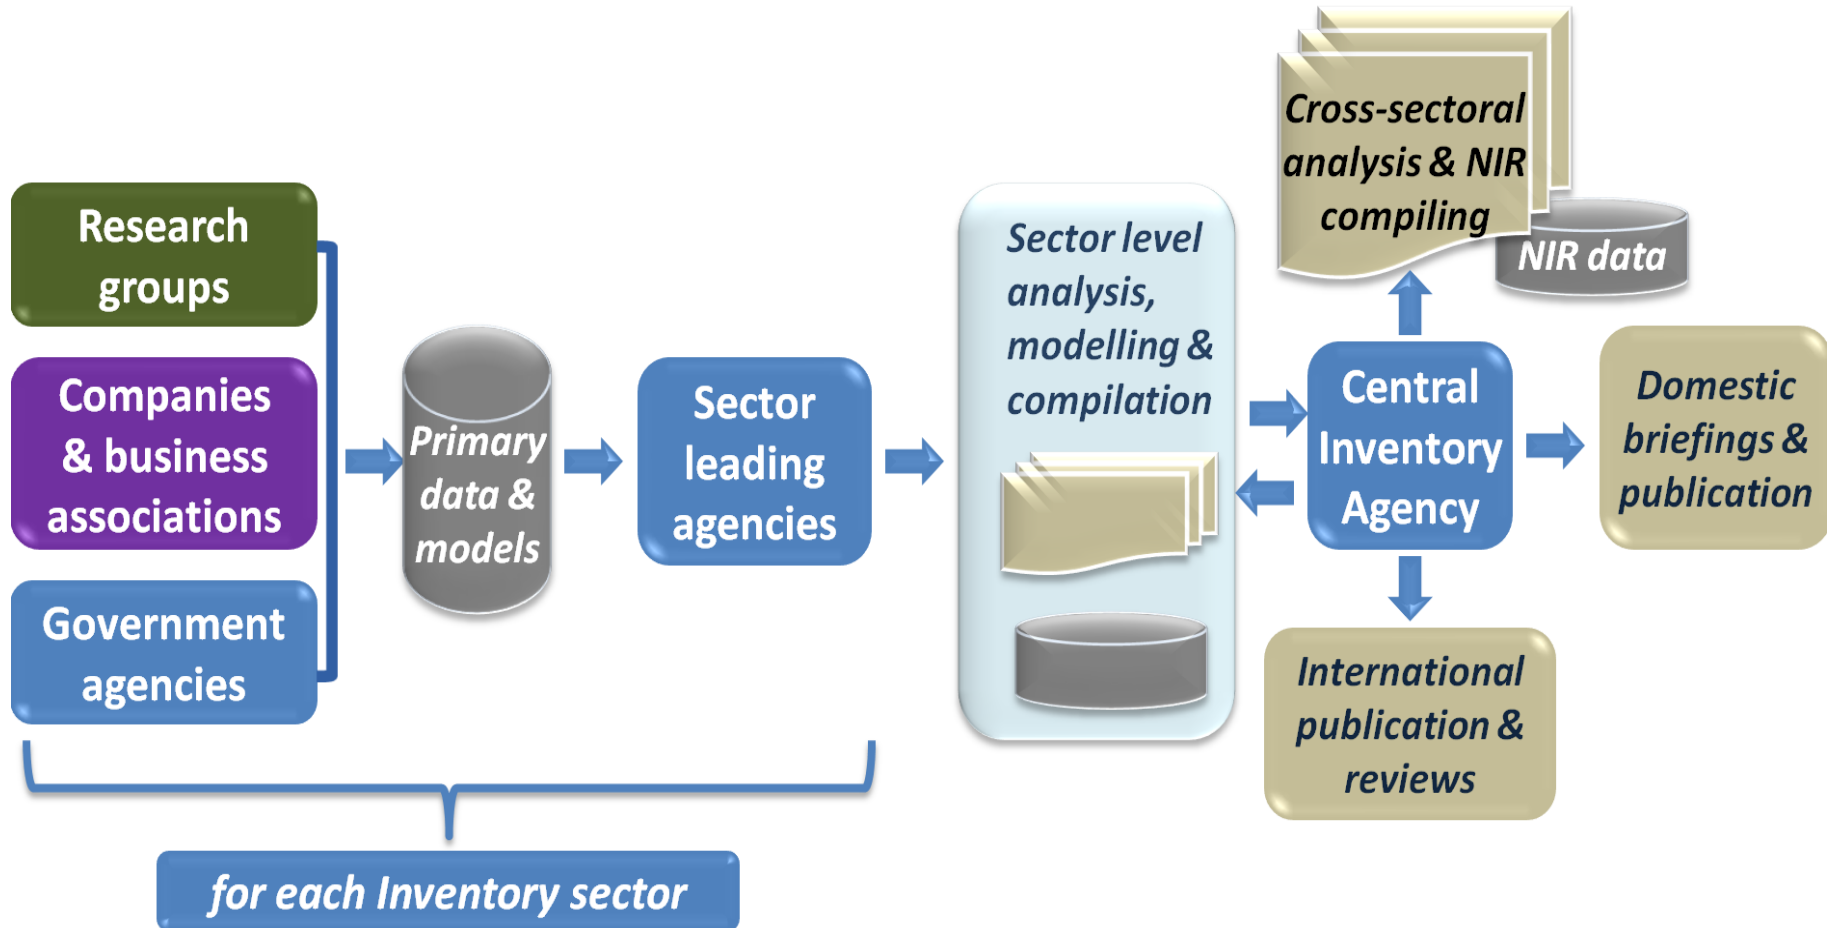 Research
groups
Companies
& business
associations
Government
agencies
Primary
data &
models
Sector
leading
agencies
for each Inventory sector
Sector level
analysis,
modelling &
compilation
Cross-sectoral
analysis & NIR
compiling
NIR data
Central
Inventory
Agency
Domestic
briefings &
publication
International
publication &
reviews